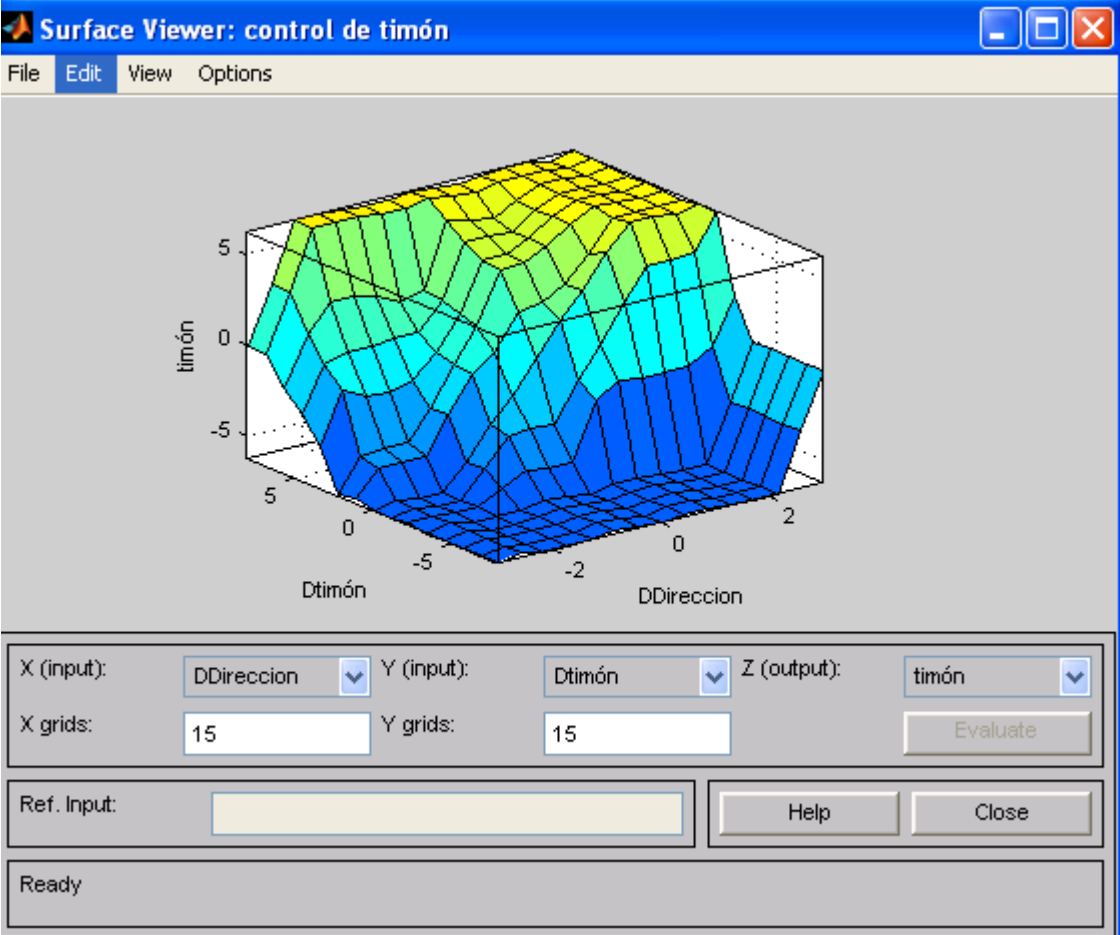 Surface Viewer: control de timón
File Edit View Options
5
0
-5
timón
5
0
-5
Dtimón
-2
0
2
DDireccion
X (input): DDireccion Y (input): Dtimón Z (output): timón
X grids: 15 Y grids: 15 Evaluate
Ref. Input: Help Close
Ready